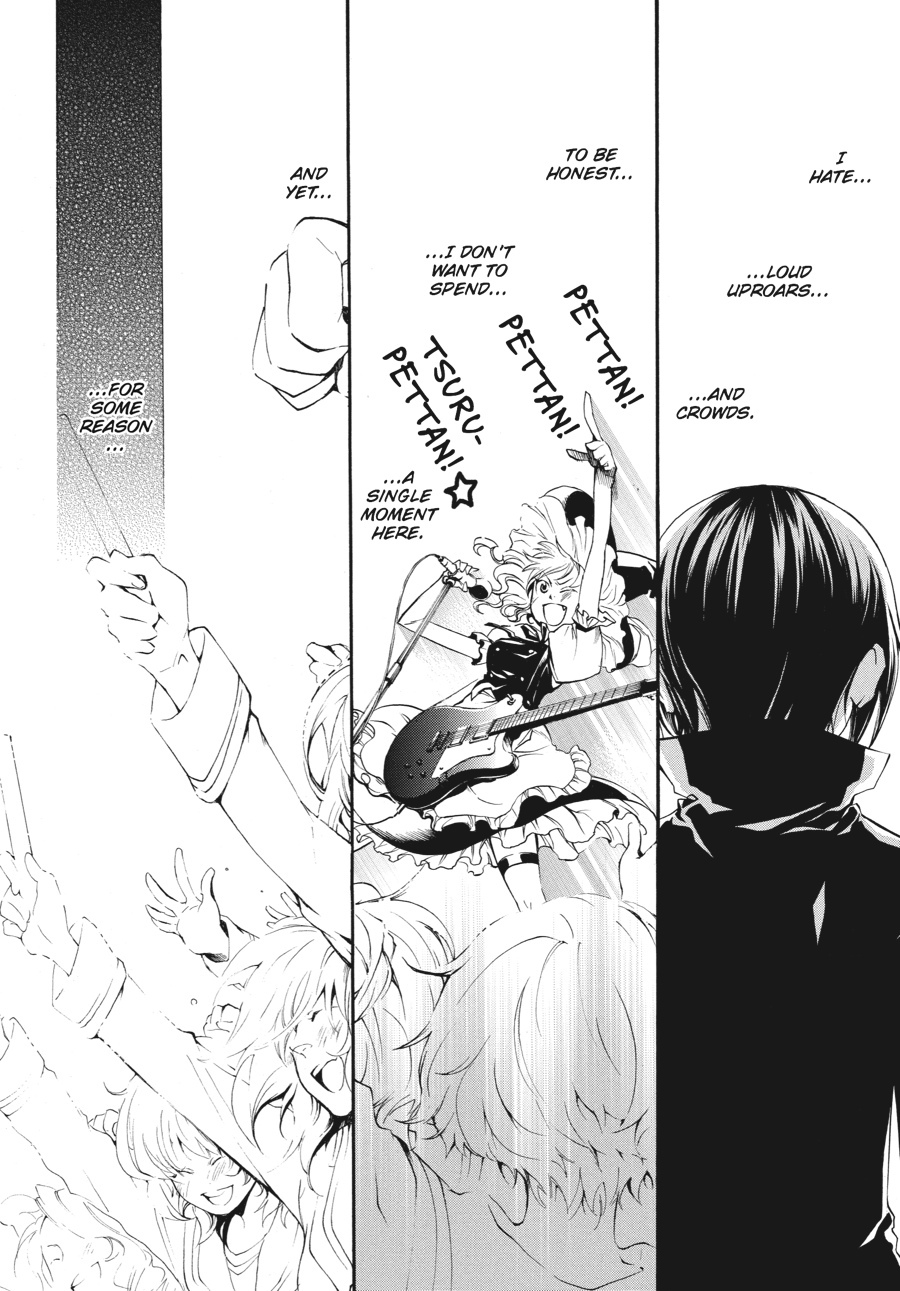 I
HATE...
...LOUD
UPROARS...
...AND
CROWDS.
TO BE
HONEST...
...I DON'T
WANT TO
SPEND...
PETTAN!
PETTAN!
TSURU-
PETTAN!
...A
SINGLE
MOMENT
HERE.
AND
YET...
...FOR
SOME
REASON
...